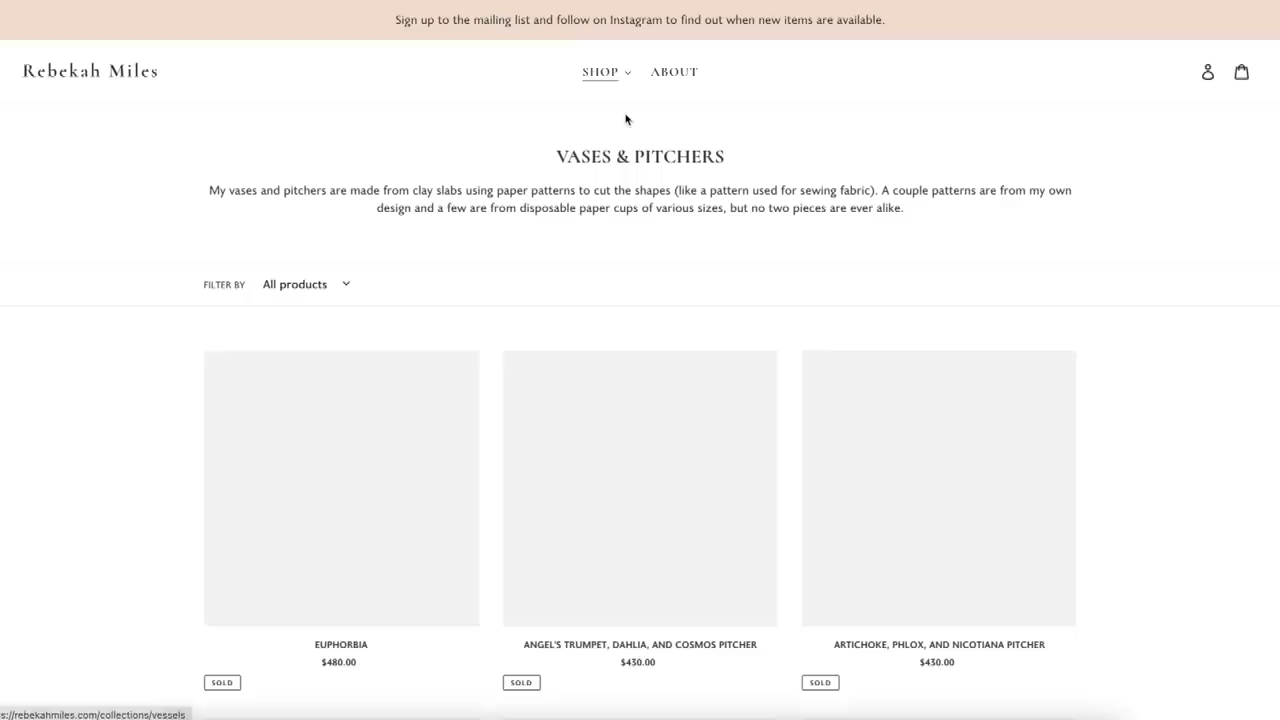 Sign up to the mailing list and follow on Instagram to find out when new items are available.
Rebekah Miles
SHOP
ABOUT
VASES & PITCHERS
My vases and pitchers are made from clay slabs using paper patterns to cut the shapes (like a pattern used for sewing fabric). A couple patterns are from my own
design and a few are from disposable paper cups of various sizes, but no two pieces are ever alike.
FILTER BY
All products
EUPHORBIA
$480.00
SOLD
ANGEL'S TRUMPET, DAHLIA, AND COSMOS PITCHER
$430.00
SOLD
ARTICHOKE, PHLOX, AND NICOTIANA PITCHER
$430.00
SOLD
s://rebekahmiles.com/collections/vessels